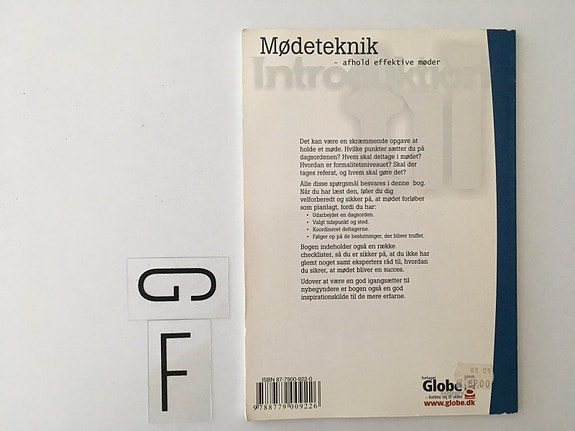 Mødeteknik
– afhold effektive møder
Introduktion
Det kan være en skræmmende opgave at
holde et møde. Hvilke punkter sætter du på
dagsordenen? Hvem skal deltage i mødet?
Hvordan er formalitetsniveauet? Skal der
tages referat, og hvem skal gøre det?
Alle disse spørgsmål besvares i denne bog.
Når du har læst den, føler du dig
velforberedt og sikker på, at mødet forløber
som planlagt, fordi du har:
• Udarbejdet en dagsorden.
• Valgt tidspunkt og sted.
• Koordineret deltagerne.
• Følger op på de beslutninger, der bliver truffet.
Bogen indeholder også en række
checklister, så du er sikker på, at du ikke har
glemt noget samt eksperters råd til, hvordan
du sikrer, at mødet bliver en succes.
Udover at være en god igangsætter til
nybegyndere er bogen også en god
inspirationskilde til de mere erfarne.
G
F
ISBN 87-7900-922-0
9 788779 009226
forlaget
Globe
www.globe.dk